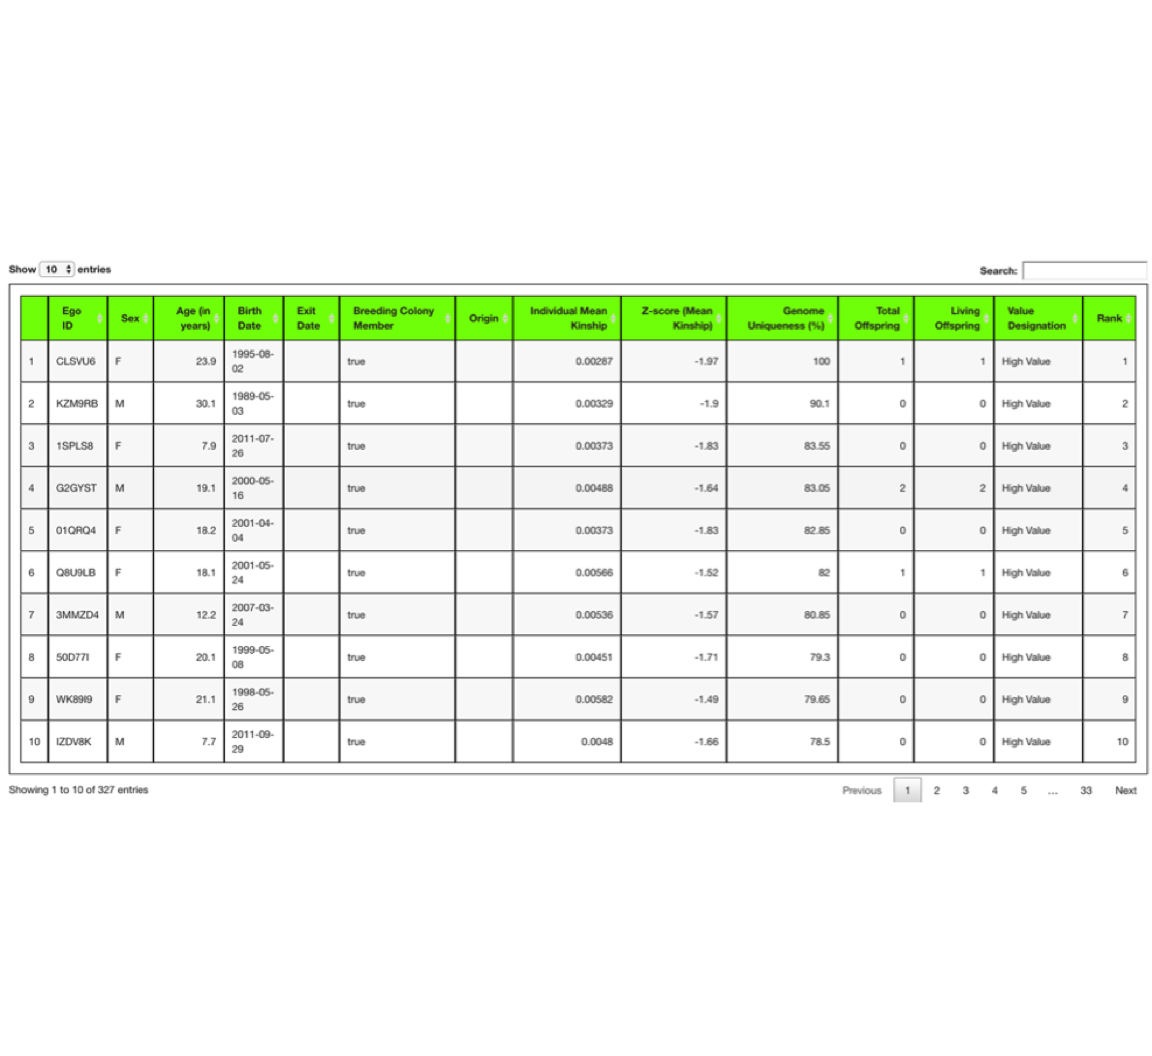 Show 10 entries Search:
Ego ID Sex Age (in years) Birth Date Exit Date Breeding Colony Member Origin Individual Mean Kinship Z-score (Mean Kinship) Genome Uniqueness (%) Total Offspring Living Offspring Value Designation Rank
1 CLSVU6 F 23.9 1995-08-02 true 0.00287 -1.97 100 1 1 High Value 1
2 KZM9RB M 30.1 1989-05-03 true 0.00329 -1.9 90.1 0 0 High Value 2
3 1SPLS8 F 7.9 2011-07-26 true 0.00373 -1.83 83.55 0 0 High Value 3
4 G2GYST M 19.1 2000-05-16 true 0.00488 -1.64 83.05 2 2 High Value 4
5 01QRQ4 F 18.2 2001-04-04 true 0.00373 -1.83 82.85 0 0 High Value 5
6 Q8U9LB F 18.1 2001-05-24 true 0.00566 -1.52 82 1 1 High Value 6
7 3MMZD4 M 12.2 2007-03-24 true 0.00536 -1.57 80.85 0 0 High Value 7
8 50D77I F 20.1 1999-05-08 true 0.00451 -1.71 79.3 0 0 High Value 8
9 WK89I9 F 21.1 1998-05-26 true 0.00582 -1.49 79.65 0 0 High Value 9
10 IZDV8K M 7.7 2011-09-29 true 0.0048 -1.66 78.5 0 0 High Value 10
Showing 1 to 10 of 327 entries Previous 1 2 3 4 5 ... 33 Next